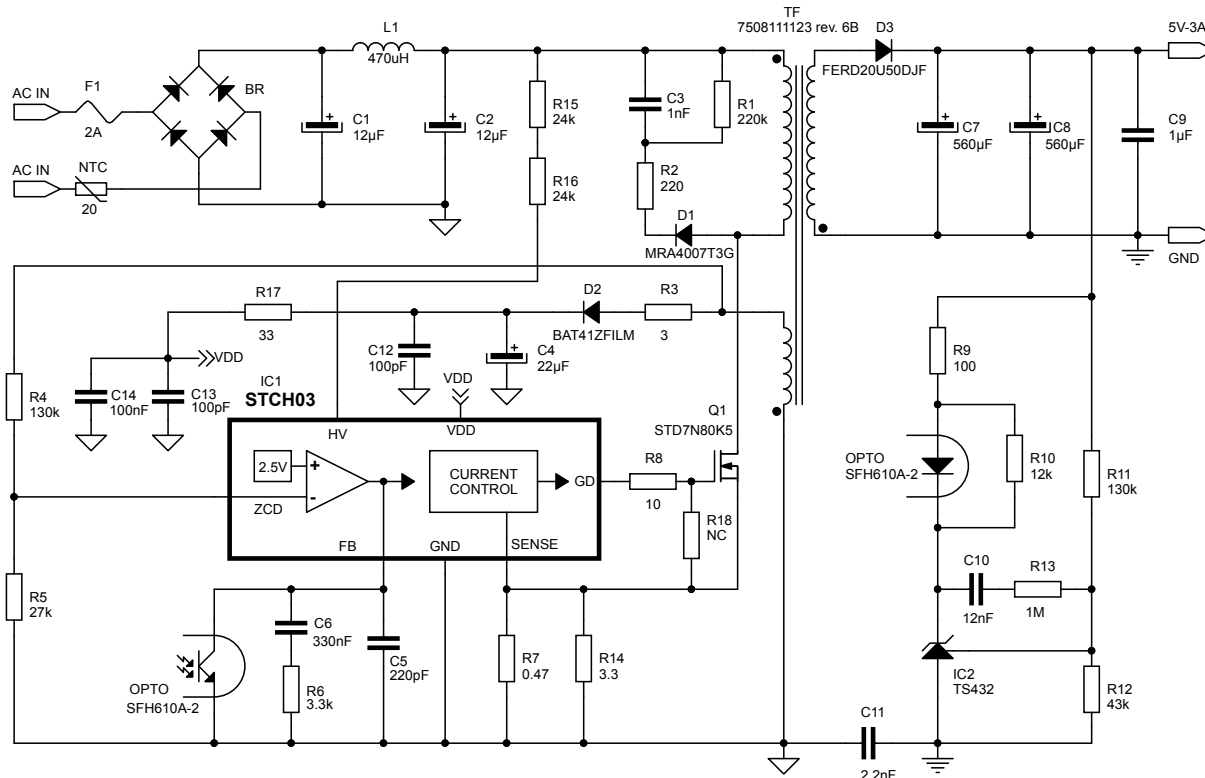 TF
7508111123 rev. 6B
D3
FERD20U50DJF
5V-3A
L1
470uH
AC IN
F1
2A
BR
C1
12µF
C2
12µF
R15
24k
C3
1nF
R1
220k
C7
560µF
C8
560µF
C9
1µF
AC IN
NTC
20
R16
24k
R2
220
D1
MRA4007T3G
GND
R17
33
D2
BAT41ZFILM
R3
3
VDD
C12
100pF
C4
22µF
R9
100
R4
130k
C14
100nF
C13
100pF
IC1
STCH03
VDD
HV
VDD
Q1
STD7N80K5
2.5V
+
-
CURRENT
CONTROL
GD
R8
10
OPTO
SFH610A-2
R10
12k
R11
130k
ZCD
R18
NC
FB
GND
SENSE
C10
12nF
R13
1M
R5
27k
C6
330nF
C5
220pF
R7
0.47
R14
3.3
OPTO
SFH610A-2
R6
3.3k
IC2
TS432
R12
43k
C11
2.2nF